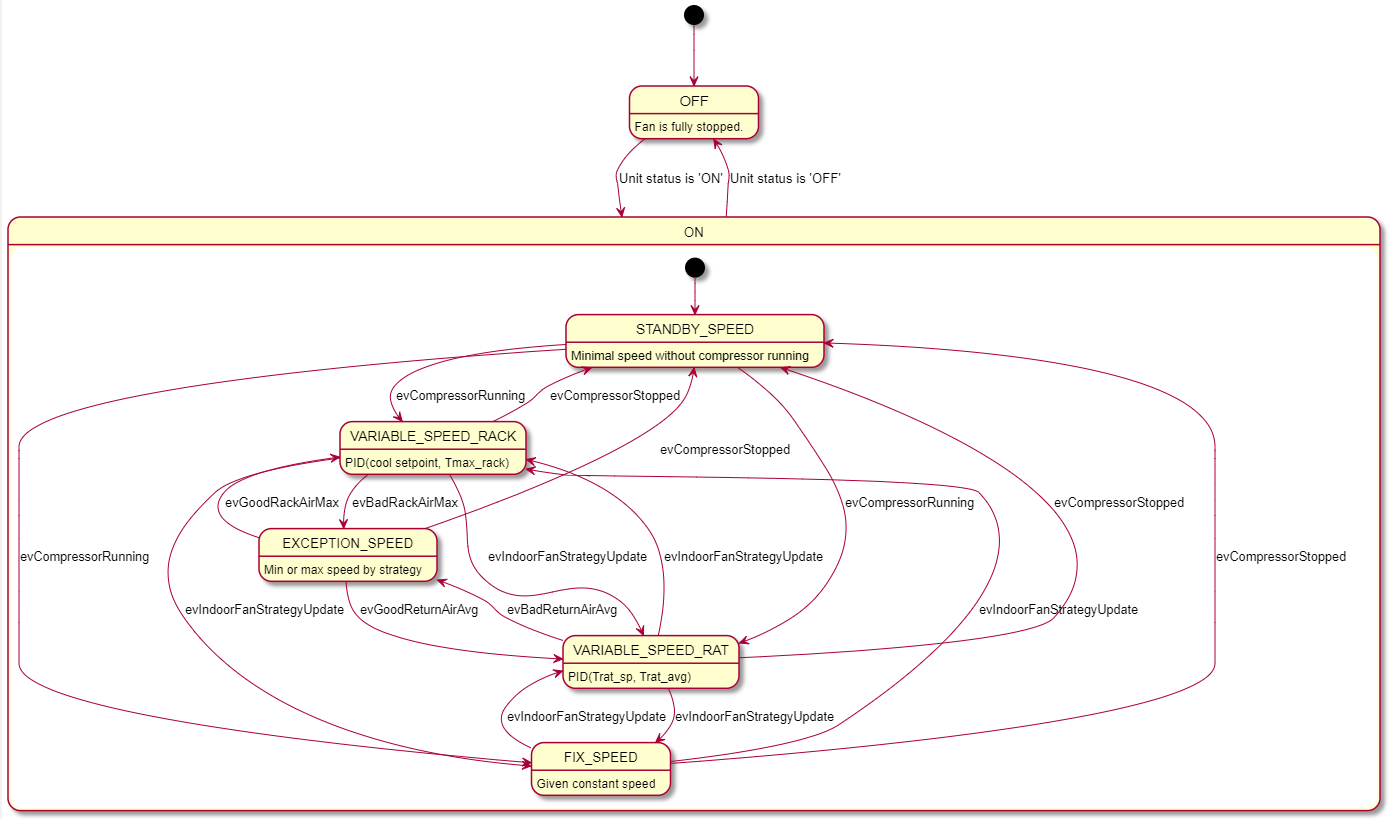 OFF
Fan is fully stopped.
Unit status is 'ON'
Unit status is 'OFF'
ON
STANDBY_SPEED
Minimal speed without compressor running
evCompressorRunning
evCompressorStopped
VARIABLE_SPEED_RACK
PID(cool setpoint, Tmax_rack)
evCompressorStopped
evGoodRackAirMax
evBadRackAirMax
evCompressorRunning
evCompressorStopped
EXCEPTION_SPEED
Min or max speed by strategy
evCompressorRunning
evIndoorFanStrategyUpdate
evIndoorFanStrategyUpdate
evCompressorStopped
evIndoorFanStrategyUpdate
evGoodReturnAirAvg
evBadReturnAirAvg
evIndoorFanStrategyUpdate
VARIABLE_SPEED_RAT
PID(Trat_sp, Trat_avg)
evIndoorFanStrategyUpdate
evIndoorFanStrategyUpdate
FIX_SPEED
Given constant speed